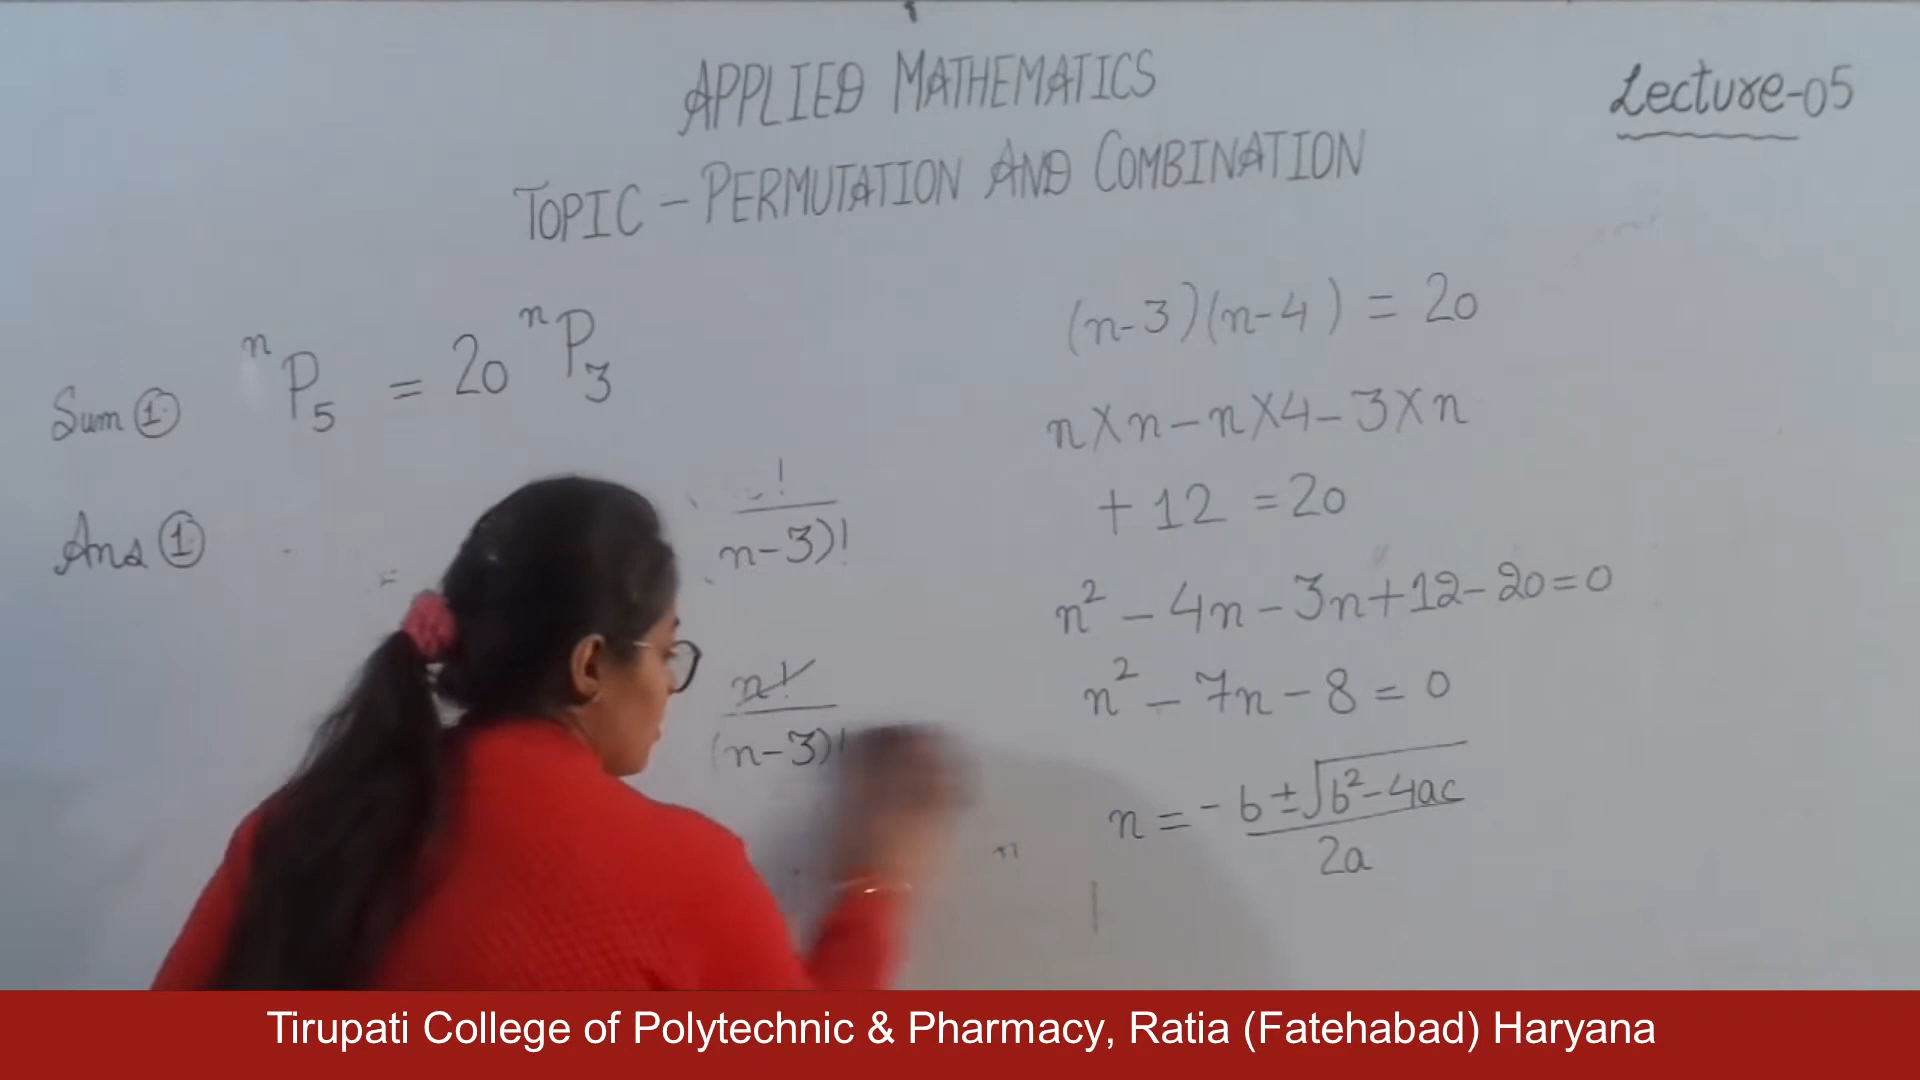 APPLIED MATHEMATICS
Lecture-05
TOPIC - PERMUTATION AND COMBINATION
Sum ① ⁿP₅ = 20 ⁿP₃
Ans ①
n-3)!
n!
(n-3)!
(n-3)(n-4) = 20
n×n-n×4-3×n
+ 12 = 20
n² - 4n - 3n + 12 - 20 = 0
n² - 7n - 8 = 0
n = - b ± √b² - 4ac
2a
Tirupati College of Polytechnic & Pharmacy, Ratia (Fatehabad) Haryana